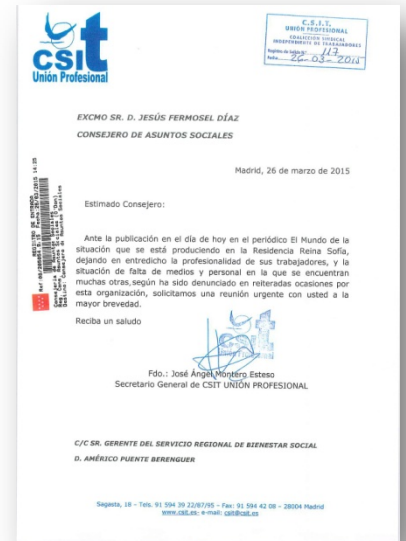 csit
Unión Profesional
C.S.I.T.
UNIÓN PROFESIONAL
COALICIÓN SINDICAL
INDEPENDIENTE DE TRABAJADORES
Registro de Salida Nº 117
Fecha 26-03-2015
EXCMO SR. D. JESÚS FERMOSEL DÍAZ
CONSEJERO DE ASUNTOS SOCIALES
Madrid, 26 de marzo de 2015
REGISTRO DE ENTRADA
Consejería de Asuntos Sociales
Estimado Consejero:
Ante la publicación en el día de hoy en el periódico El Mundo de la
situación que se está produciendo en la Residencia Reina Sofía,
dejando en entredicho la profesionalidad de sus trabajadores, y la
situación de falta de medios y personal en la que se encuentran
muchas otras,según ha sido denunciado en reiteradas ocasiones por
esta organización, solicitamos una reunión urgente con usted a la
mayor brevedad.
Reciba un saludo
Fdo.: José Ángel Montero Esteso
Secretario General de CSIT UNIÓN PROFESIONAL
C/C SR. GERENTE DEL SERVICIO REGIONAL DE BIENESTAR SOCIAL
D. AMÉRICO PUENTE BERENGUER
Sagasta, 18 – Tels. 91 594 39 22/87/95 – Fax: 91 594 42 08 – 28004 Madrid
www.csit.es- e-mail: csit@csit.es